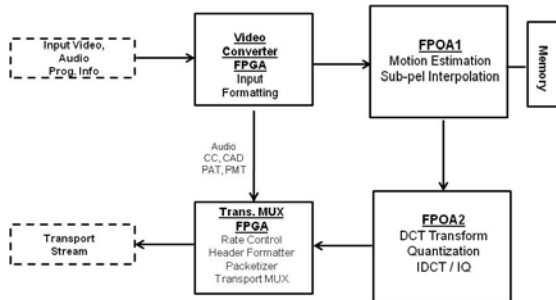 Input Video,
Audio
Prog. Info
Video
Converter
FPGA
Input
Formatting
FPOA1
Motion Estimation
Sub-pel Interpolation
Memory
Audio
CC, CAD
PAT, PMT
Transport
Stream
Trans. MUX
FPGA
Rate Control
Header Formatter
Packetizer
Transport MUX
FPOA2
DCT Transform
Quantization
IDCT / IQ